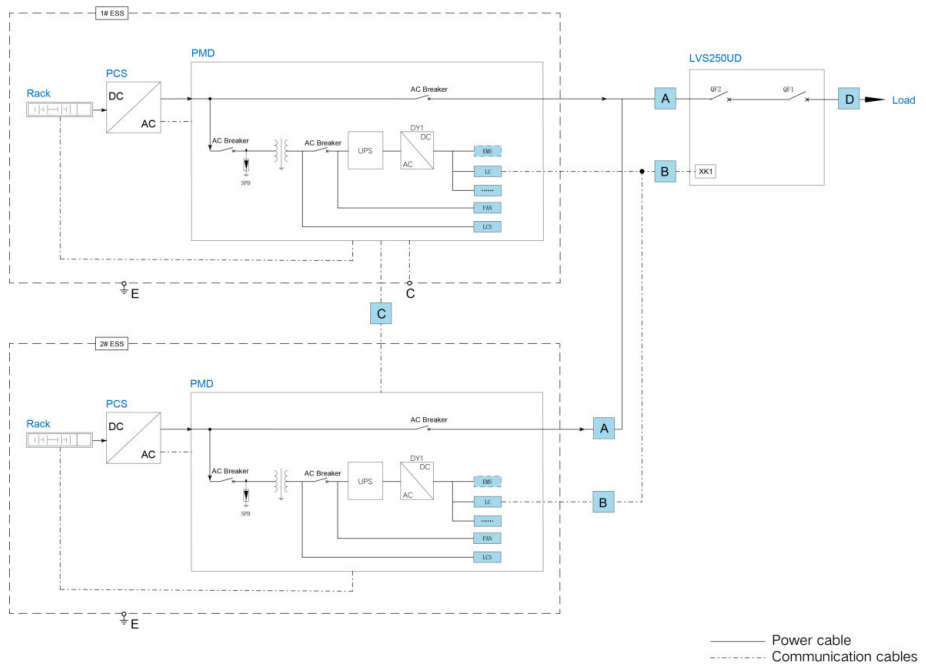 1# ESS
PMD
LVS250UD
PCS
Rack
DC
AC
AC Breaker
A
QF2
QF1
D
Load
AC Breaker
AC Breaker
DY1
DC
AC
UPS
SPD
EMS
LC
......
FAN
LCS
B
XK1
E
C
C
2# ESS
PMD
PCS
Rack
DC
AC
AC Breaker
A
AC Breaker
AC Breaker
DY1
DC
AC
UPS
SPD
EMS
LC
......
FAN
LCS
B
E
Power cable
Communication cables